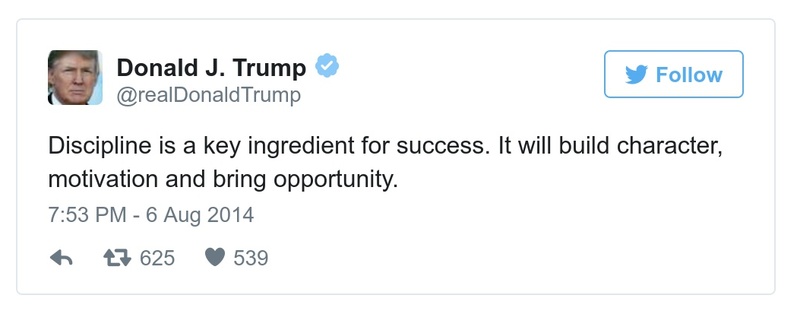 Donald J. Trump
@realDonaldTrump
Follow
Discipline is a key ingredient for success. It will build character,
motivation and bring opportunity.
7:53 PM - 6 Aug 2014
625 539